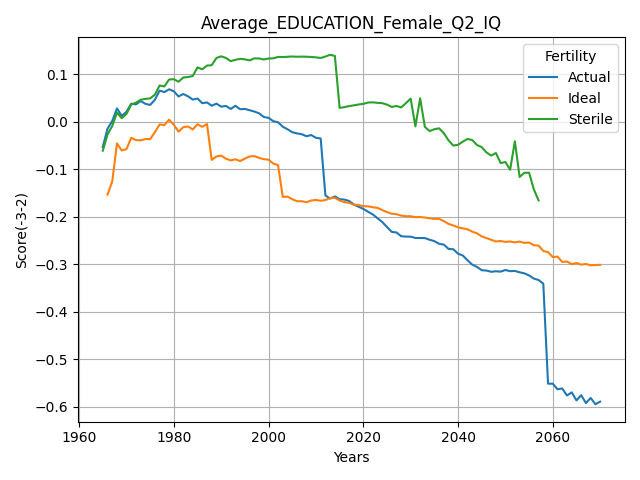 Average_EDUCATION_Female_Q2_IQ
Fertility
Actual
Ideal
Sterile
Score(-3-2)
0.1
0.0
−0.1
−0.2
−0.3
−0.4
−0.5
−0.6
1960
1980
2000
2020
2040
2060
Years